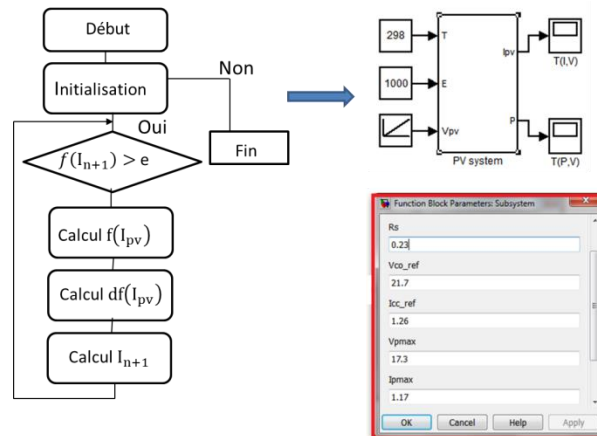 Début
Initialisation
Non
Oui
Fin
f(Iₙ₊₁) > e
Calcul f(Iₚᵥ)
Calcul df(Iₚᵥ)
Calcul Iₙ₊₁
298
T
Ipv
T(I,V)
1000
E
Vpv
P
T(P,V)
PV system
Function Block Parameters: Subsystem
Rs
0.23
Vco_ref
21.7
Icc_ref
1.26
Vpmax
17.3
Ipmax
1.17
OK Cancel Help Apply